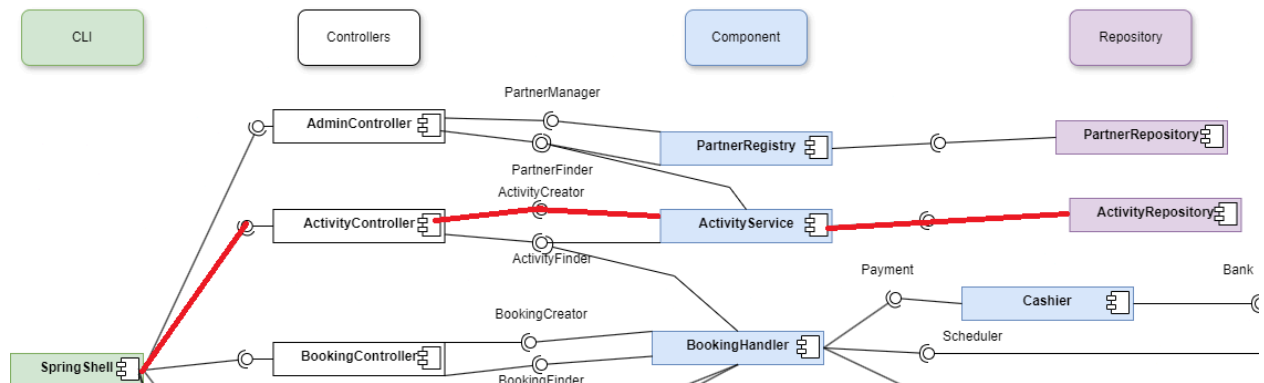 CLI
Controllers
Component
Repository
PartnerManager
AdminController
PartnerRegistry
PartnerRepository
PartnerFinder
ActivityCreator
ActivityController
ActivityService
ActivityRepository
ActivityFinder
Payment
Bank
Cashier
BookingCreator
Scheduler
BookingHandler
BookingController
SpringShell
BookingFinder